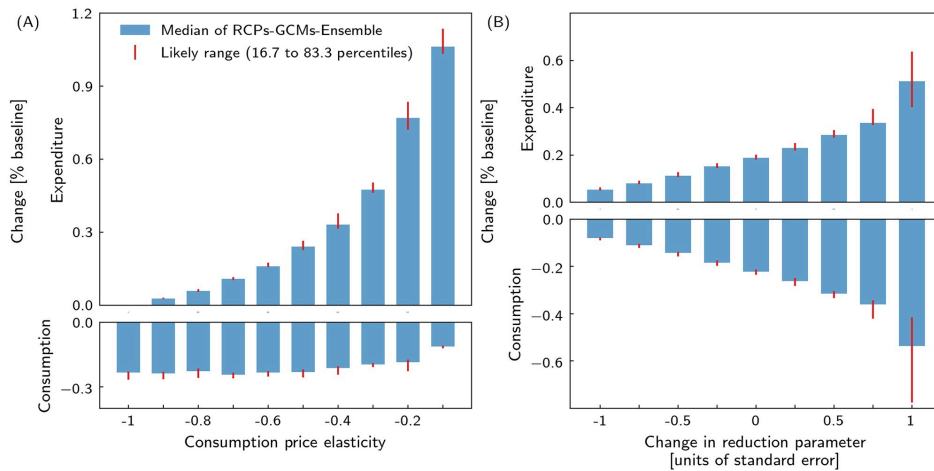 (A)
1.2
0.9
0.6
0.3
0.0
Change [% baseline]
Expenditure
Median of RCPs-GCMs-Ensemble
Likely range (16.7 to 83.3 percentiles)
0
−0.3
Consumption
-1
-0.8
-0.6
-0.4
-0.2
Consumption price elasticity
(B)
0.6
0.4
0.2
0.0
Change [% baseline]
Expenditure
0
−0.2
−0.4
−0.6
Consumption
-1
-0.5
0
0.5
1
Change in reduction parameter
[units of standard error]